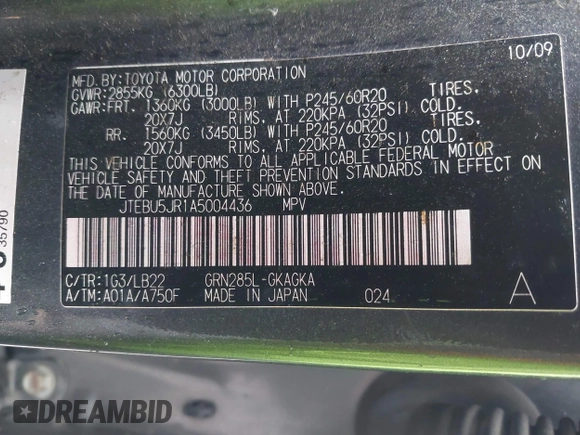 MFD.BY:TOYOTA MOTOR CORPORATION 10/09
GVWR:2855KG (6300LB)
GAWR:FRT. 1360KG (3000LB) WITH P245/60R20 TIRES.
20X7J RIMS. AT 220KPA (32PSI) COLD.
RR. 1560KG (3450LB) WITH P245/60R20 TIRES.
20X7J RIMS. AT 220KPA (32PSI) COLD.
THIS VEHICLE CONFORMS TO ALL APPLICABLE FEDERAL MOTOR
VEHICLE SAFETY AND THEFT PREVENTION STANDARDS IN EFFECT ON
THE DATE OF MANUFACTURE SHOWN ABOVE.
JTEBU5JR1A5004436 MPV
C/TR:1G3/LB22 GRN285L-GKAGKA
A/TM:A01A/A750F MADE IN JAPAN 024 A
35790
DREAMBID